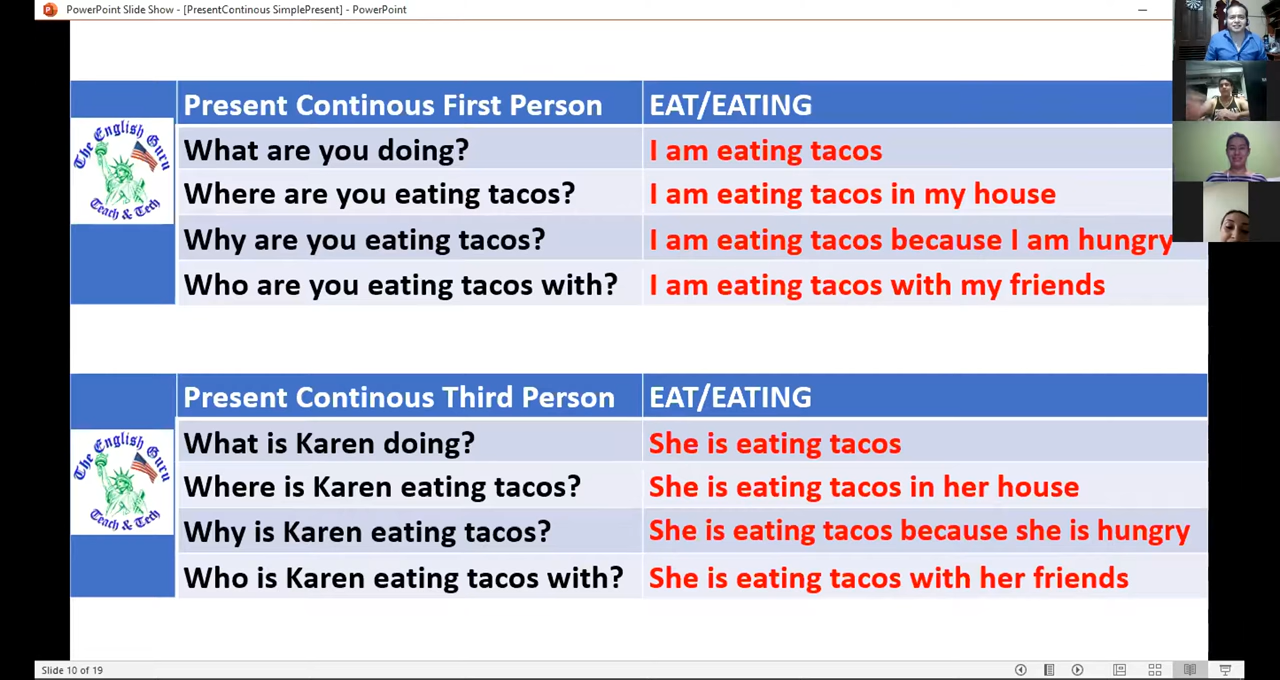 PowerPoint Slide Show - [PresentContinous SimplePresent] - PowerPoint
Present Continous First Person EAT/EATING
What are you doing? I am eating tacos
Where are you eating tacos? I am eating tacos in my house
Why are you eating tacos? I am eating tacos because I am hungry
Who are you eating tacos with? I am eating tacos with my friends
The English Guru
Teach & Tech
Present Continous Third Person EAT/EATING
What is Karen doing? She is eating tacos
Where is Karen eating tacos? She is eating tacos in her house
Why is Karen eating tacos? She is eating tacos because she is hungry
Who is Karen eating tacos with? She is eating tacos with her friends
The English Guru
Teach & Tech
Slide 10 of 19